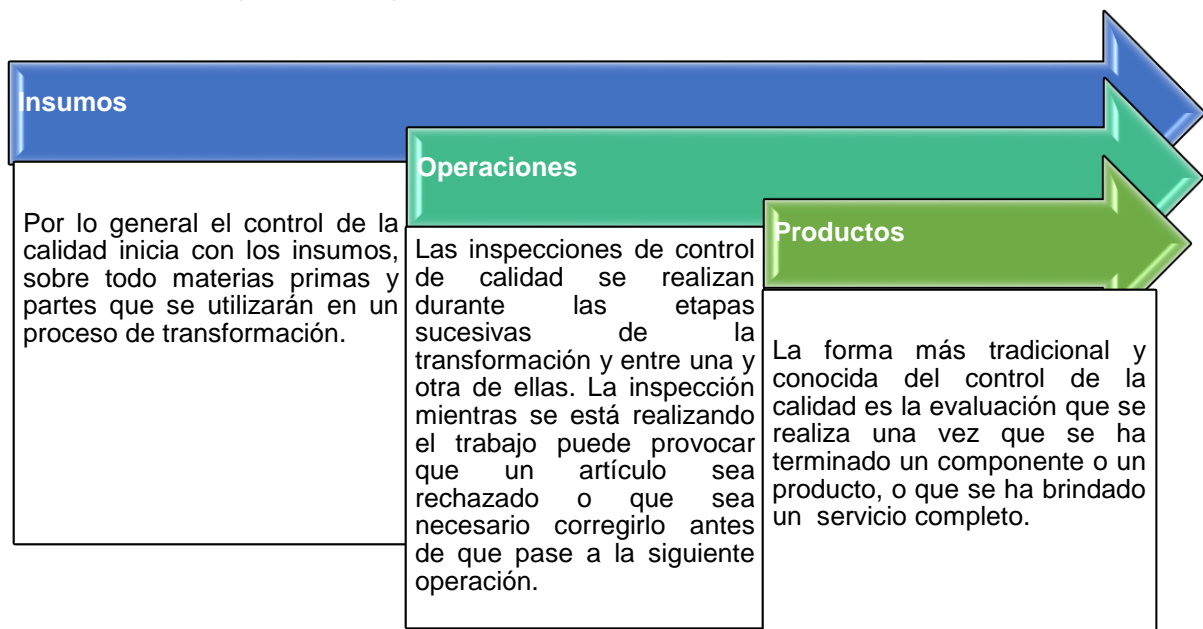 Insumos
Por lo general el control de la
calidad inicia con los insumos,
sobre todo materias primas y
partes que se utilizarán en un
proceso de transformación.
Operaciones
Las inspecciones de control
de calidad se realizan
durante las etapas
sucesivas de la
transformación y entre una y
otra de ellas. La inspección
mientras se está realizando
el trabajo puede provocar
que un artículo sea
rechazado o que sea
necesario corregirlo antes
de que pase a la siguiente
operación.
Productos
La forma más tradicional y
conocida del control de la
calidad es la evaluación que se
realiza una vez que se ha
terminado un componente o un
producto, o que se ha brindado
un servicio completo.